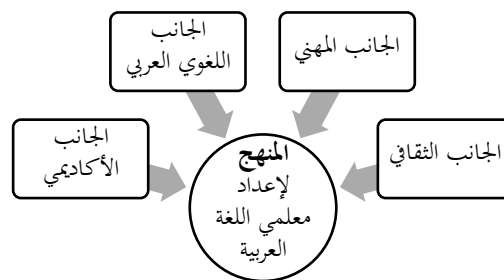 الجانب المهني
الجانب
اللغوي العربي
الجانب الثقافي
الجانب
الأكاديمي
المنهج
لإعداد
معلمي اللغة
العربية